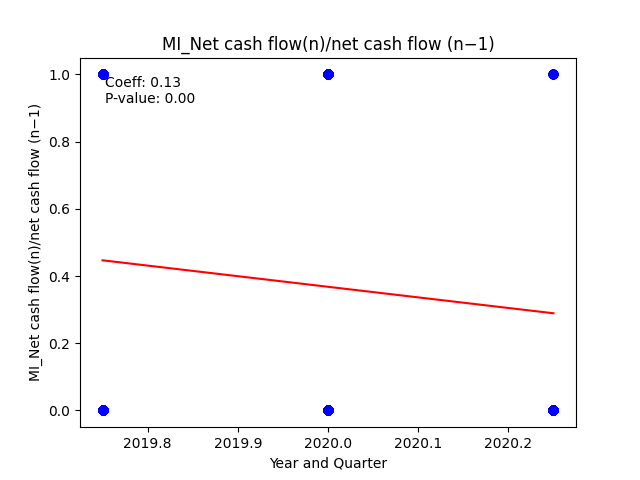 MI_Net cash flow(n)/net cash flow (n−1)
Coeff: 0.13
P-value: 0.00
MI_Net cash flow(n)/net cash flow (n−1)
1.0
0.8
0.6
0.4
0.2
0.0
2019.8 2019.9 2020.0 2020.1 2020.2
Year and Quarter